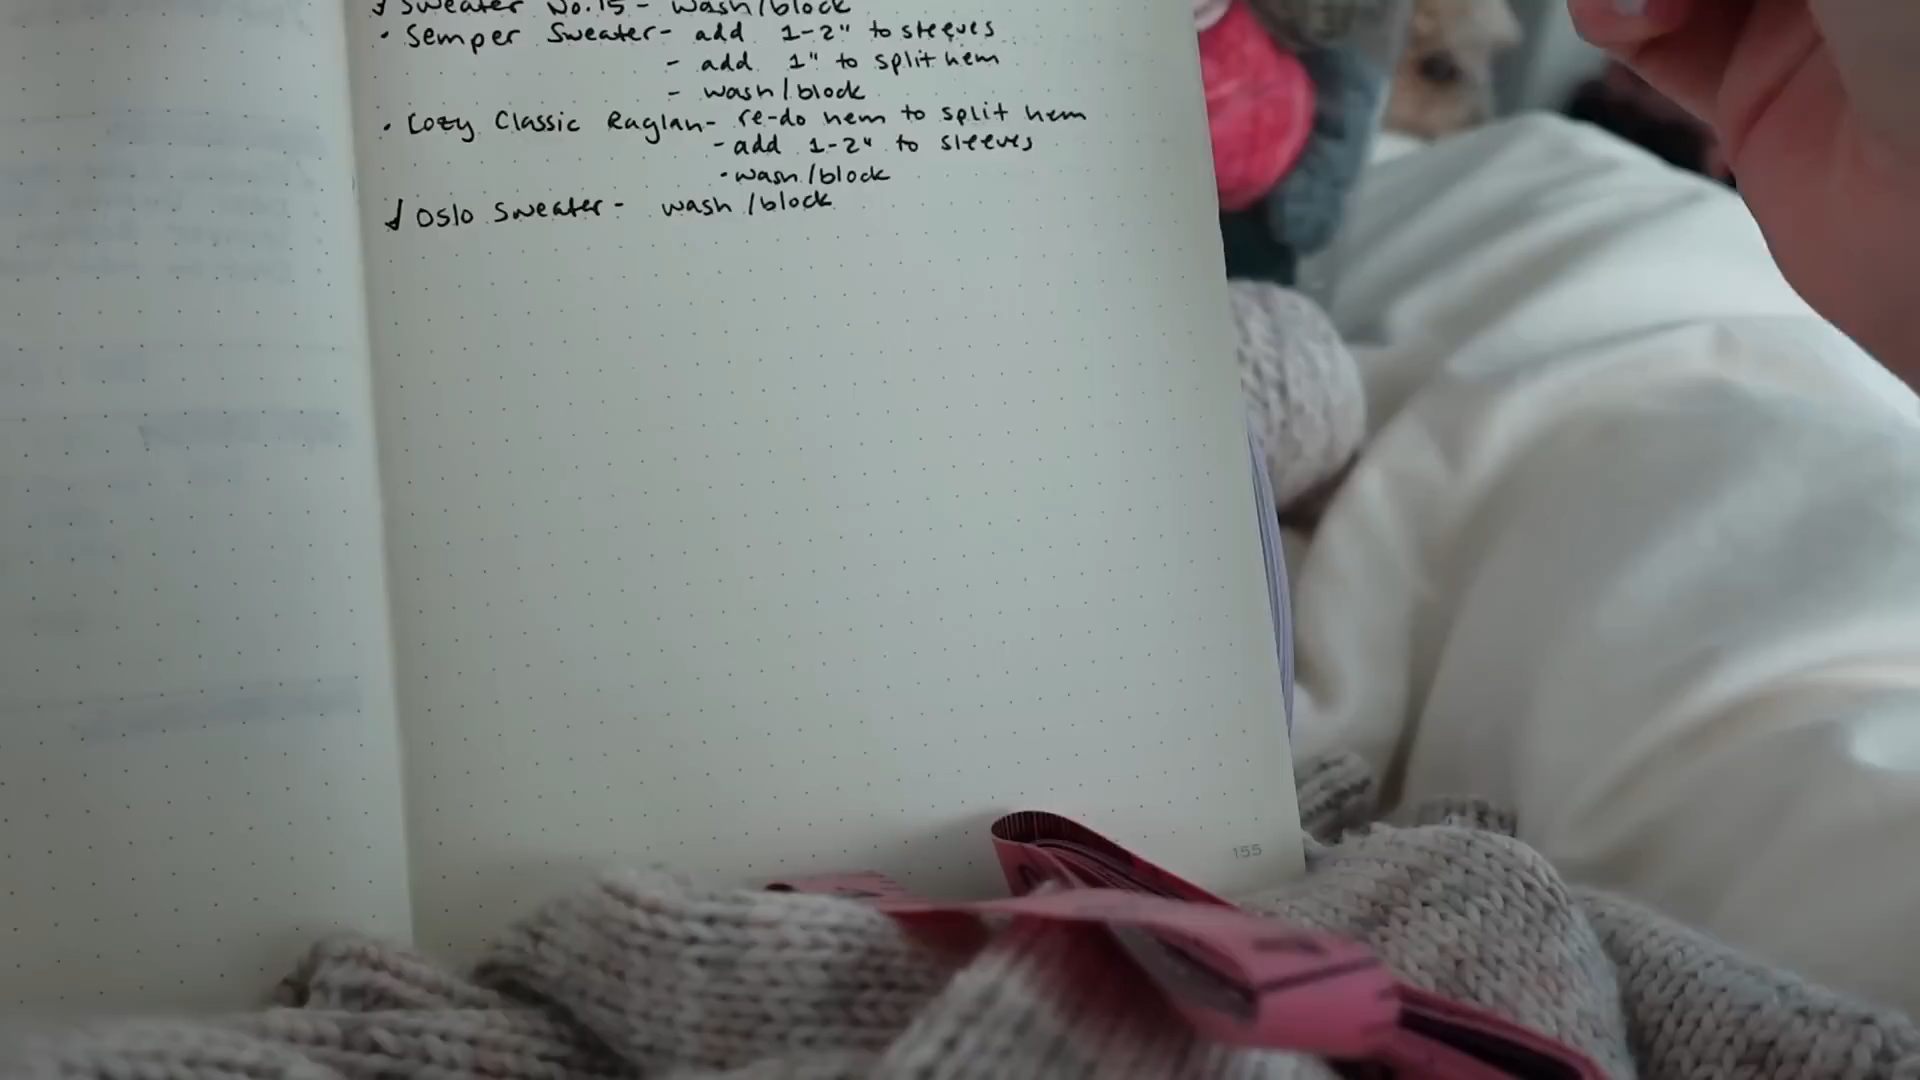 ✓ Sweater No.15 - wash/block
• Semper Sweater - add 1-2" to sleeves
- add 1" to split hem
- wash/block
• Cozy Classic Raglan - re-do hem to split hem
- add 1-2" to sleeves
• wash/block
✓ Oslo Sweater - wash/block
155